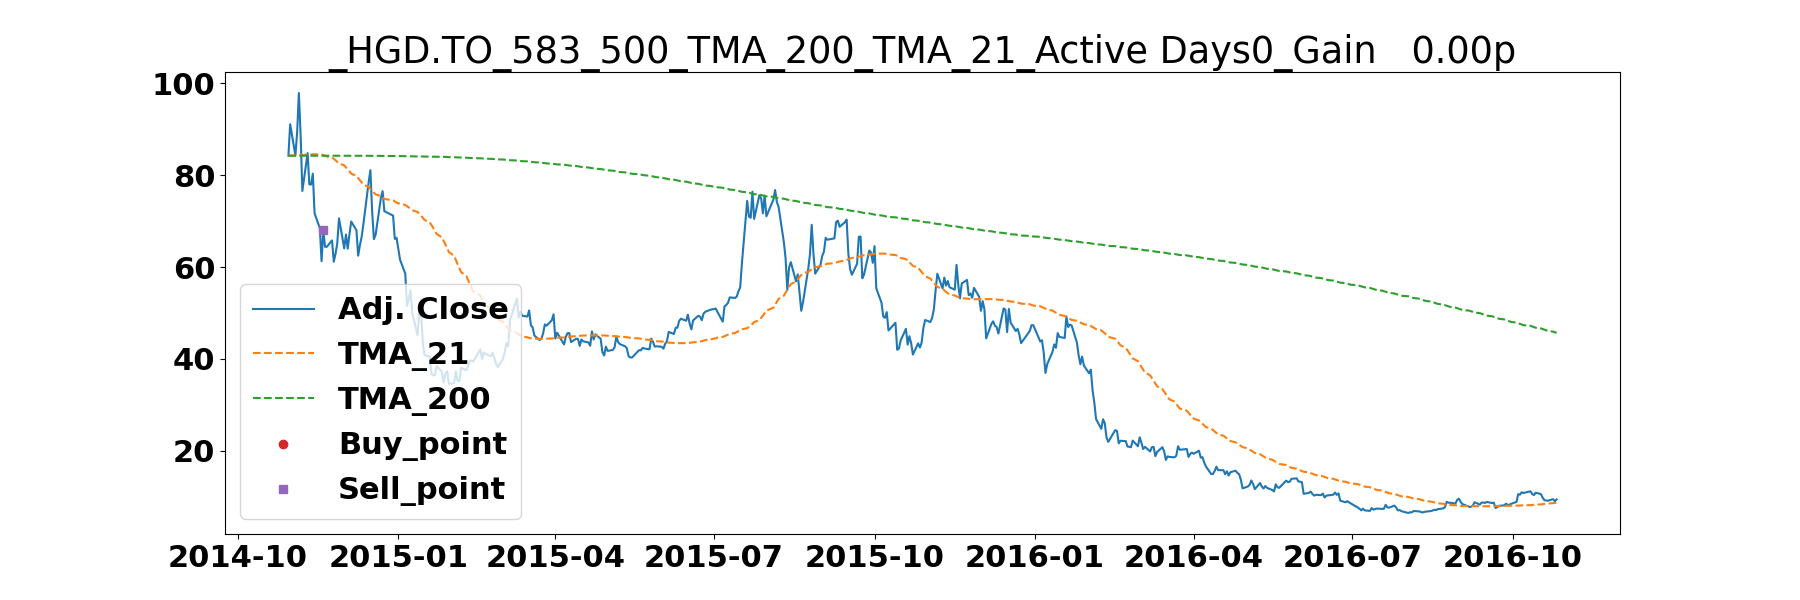 _HGD.TO_583_500_TMA_200_TMA_21_Active Days0_Gain   0.00p
100
80
60
40
20
Adj. Close
TMA_21
TMA_200
Buy_point
Sell_point
2014-10 2015-01 2015-04 2015-07 2015-10 2016-01 2016-04 2016-07 2016-10